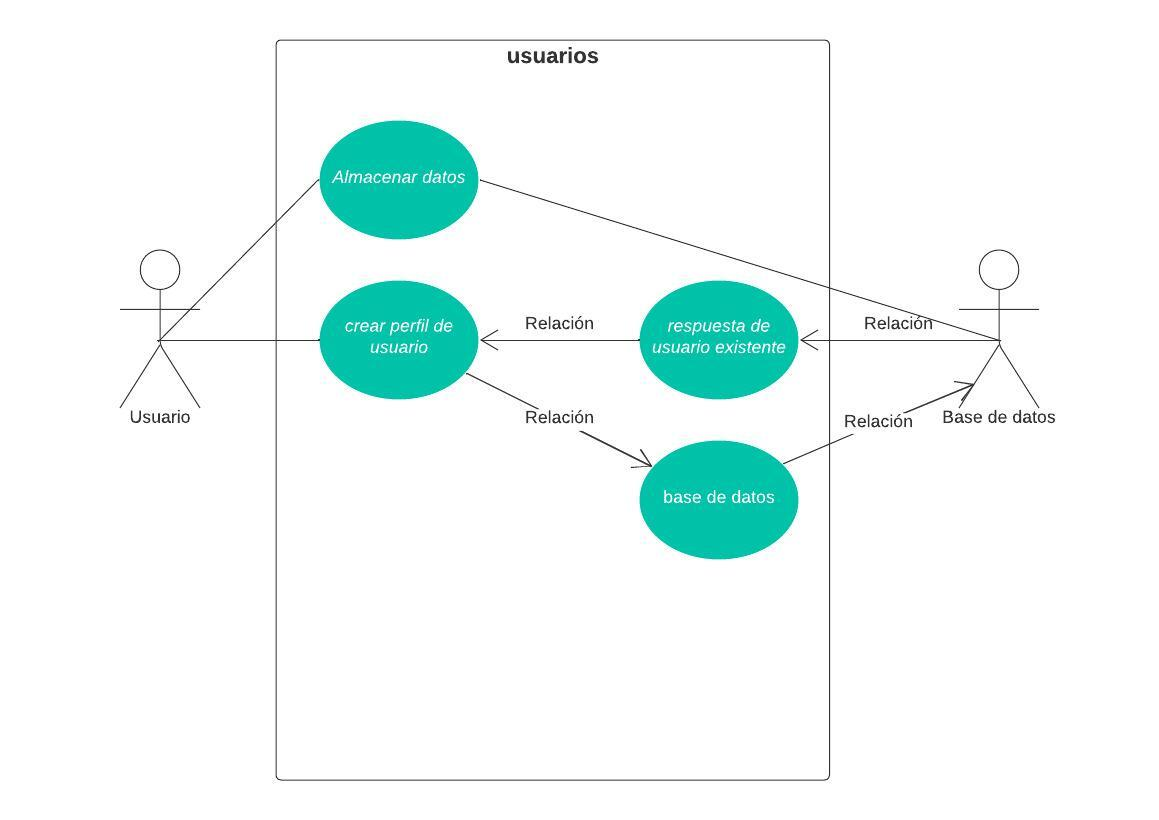 usuarios
Almacenar datos
crear perfil de
usuario
Relación
respuesta de
usuario existente
Relación
Usuario
Relación
Relación
Base de datos
base de datos